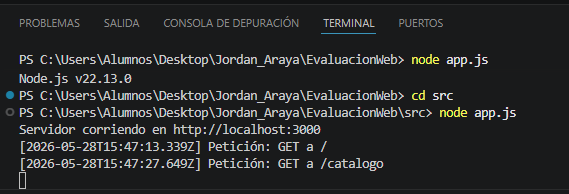 PROBLEMAS SALIDA CONSOLA DE DEPURACIÓN TERMINAL PUERTOS
PS C:\Users\Alumnos\Desktop\Jordan_Araya\EvaluacionWeb> node app.js
Node.js v22.13.0
PS C:\Users\Alumnos\Desktop\Jordan_Araya\EvaluacionWeb> cd src
PS C:\Users\Alumnos\Desktop\Jordan_Araya\EvaluacionWeb\src> node app.js
Servidor corriendo en http://localhost:3000
[2026-05-28T15:47:13.339Z] Petición: GET a /
[2026-05-28T15:47:27.649Z] Petición: GET a /catalogo